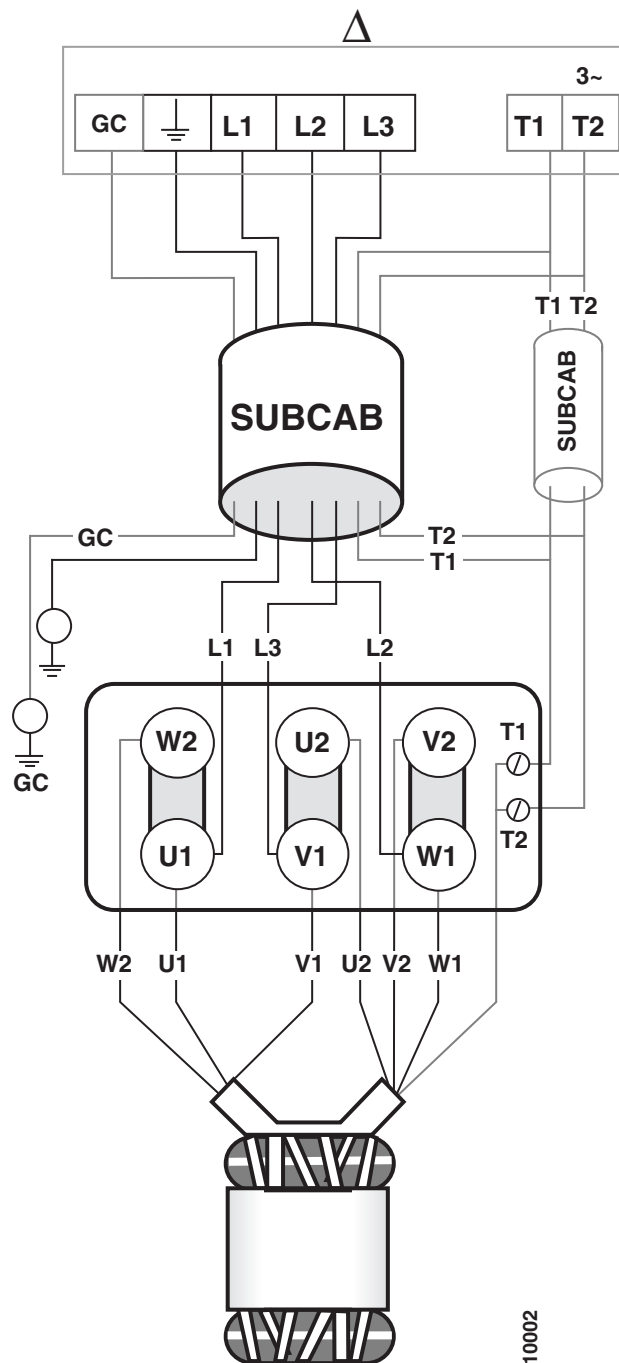 Δ
3~
GC L1 L2 L3 T1 T2
T1 T2
SUBCAB
SUBCAB
GC T2
T1
L1 L3 L2
W2 U2 V2 T1
GC
U1 V1 W1 T2
W2 U1 V1 U2 V2 W1
10002